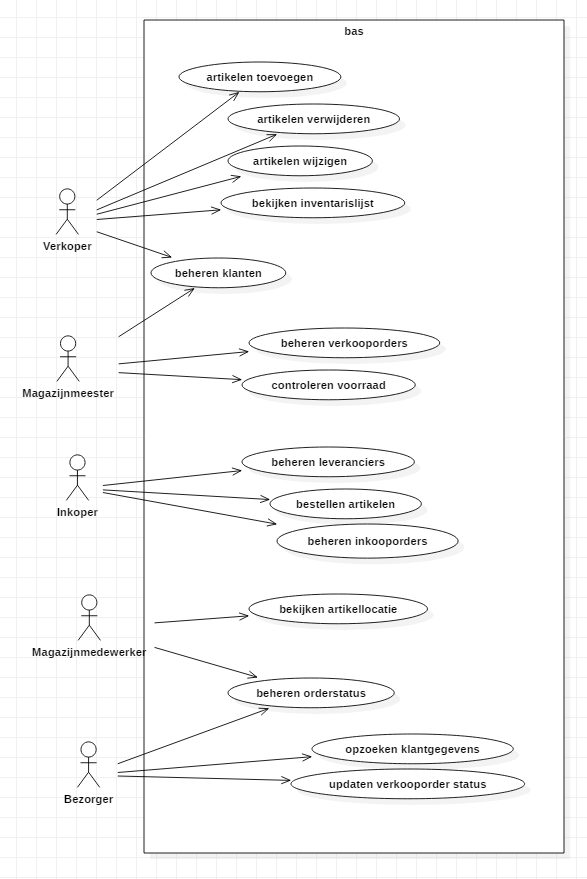 bas
artikelen toevoegen
artikelen verwijderen
artikelen wijzigen
bekijken inventarislijst
Verkoper
beheren klanten
beheren verkooporders
controleren voorraad
Magazijnmeester
beheren leveranciers
bestellen artikelen
Inkoper
beheren inkooporders
bekijken artikellocatie
Magazijnmedewerker
beheren orderstatus
opzoeken klantgegevens
updaten verkooporder status
Bezorger